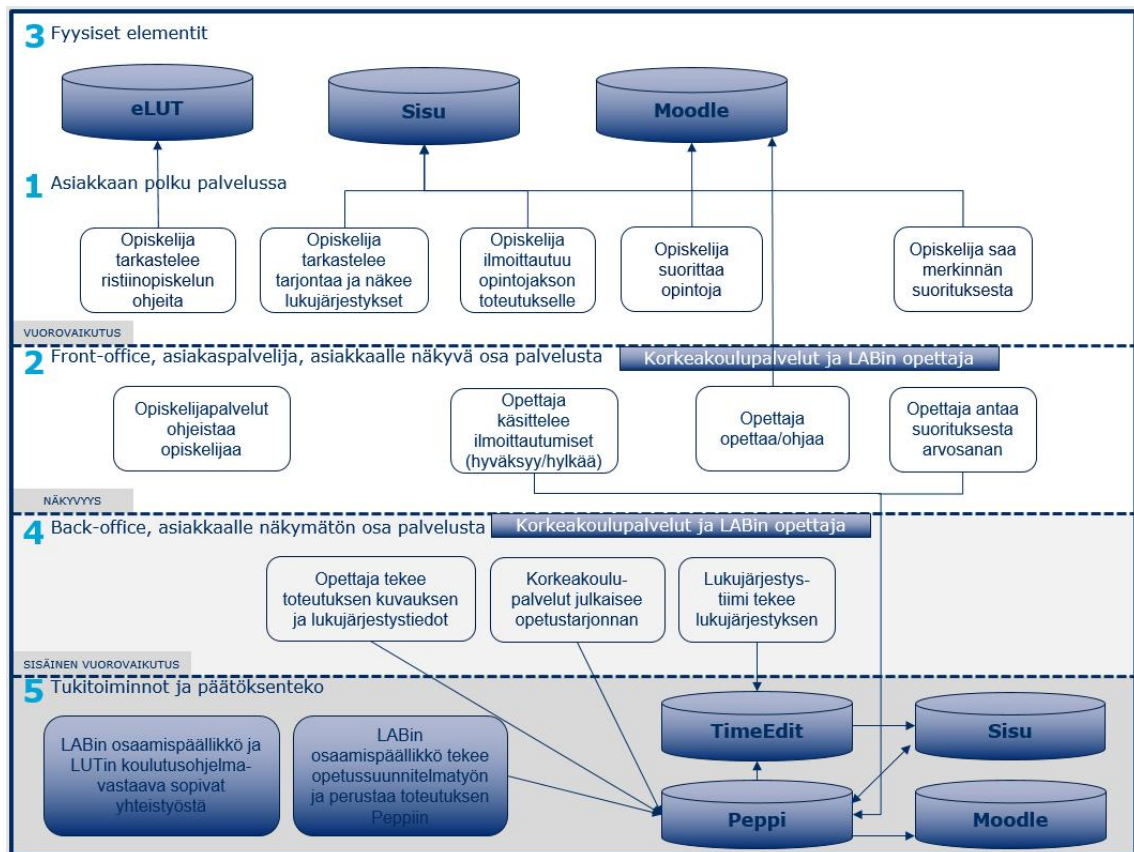 3 Fyysiset elementit
eLUT
Sisu
Moodle
1 Asiakkaan polku palvelussa
Opiskelija
tarkastelee
ristiinopiskelun
ohjeita
Opiskelija
tarkastelee
tarjontaa ja näkee
lukujärjestykset
Opiskelija
ilmoittautuu
opintojakson
toteutukselle
Opiskelija
suorittaa
opintoja
Opiskelija saa
merkinnän
suorituksesta
VUOROVAIKUTUS
2 Front-office, asiakaspalvelija, asiakkaalle näkyvä osa palvelusta
Korkeakoulupalvelut ja LABin opettaja
Opiskelijapalvelut
ohjeistaa
opiskelijaa
Opettaja
käsittelee
ilmoittautumiset
(hyväksyy/hylkää)
Opettaja
opettaa/ohjaa
Opettaja antaa
suorituksesta
arvosanan
NÄKYVYYS
4 Back-office, asiakkaalle näkymätön osa palvelusta
Korkeakoulupalvelut ja LABin opettaja
Opettaja tekee
toteutuksen kuvauksen
ja lukujärjestystiedot
Korkeakoulu-
palvelut julkaisee
opetustarjonnan
Lukujärjestys-
tiimi tekee
lukujärjestyksen
SISÄINEN VUOROVAIKUTUS
5 Tukitoiminnot ja päätöksenteko
LABin osaamispäällikkö ja
LUTin koulutusohjelma-
vastaava sopivat
yhteistyöstä
LABin
osaamispäällikkö tekee
opetussuunnitelmatyön
ja perustaa toteutuksen
Peppiin
TimeEdit
Sisu
Peppi
Moodle